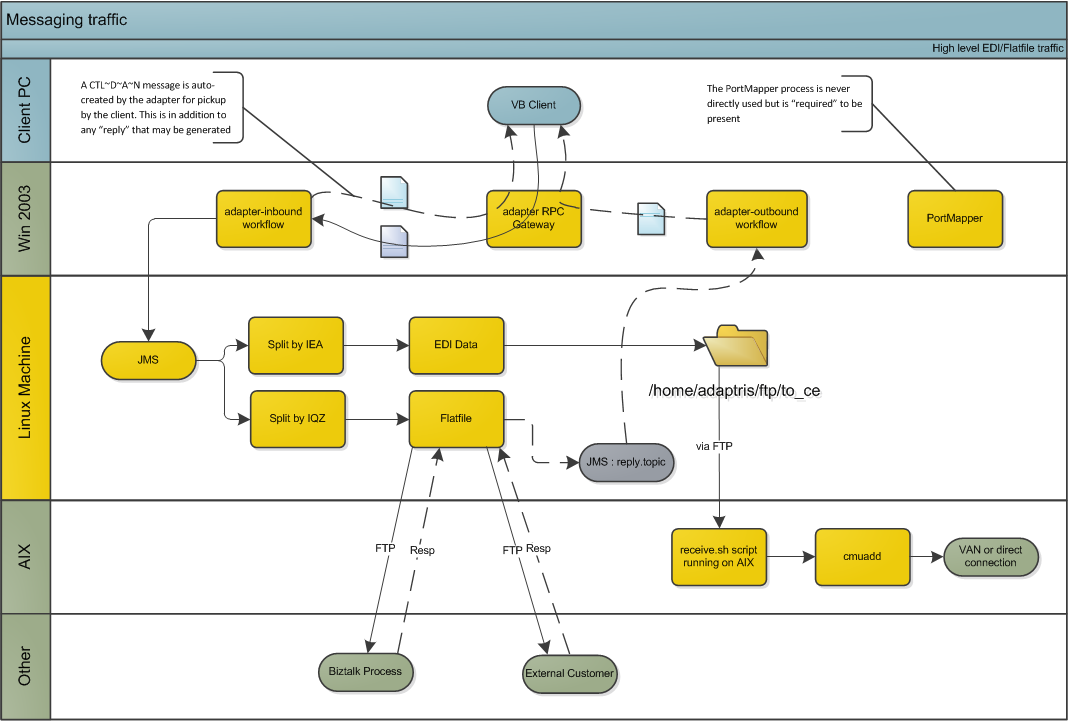 Messaging traffic
High level EDI/Flatfile traffic
Client PC
A CTL~D~A~N message is auto-
created by the adapter for pickup
by the client. This is in addition to
any “reply” that may be generated
VB Client
The PortMapper process is never
directly used but is “required” to be
present
Win 2003
adapter-inbound
workflow
adapter RPC
Gateway
adapter-outbound
workflow
PortMapper
Linux Machine
JMS
Split by IEA
EDI Data
/home/adaptris/ftp/to_ce
Split by IQZ
Flatfile
JMS : reply.topic
via FTP
AIX
FTP
Resp
FTP
Resp
receive.sh script
running on AIX
cmuadd
VAN or direct
connection
Other
Biztalk Process
External Customer